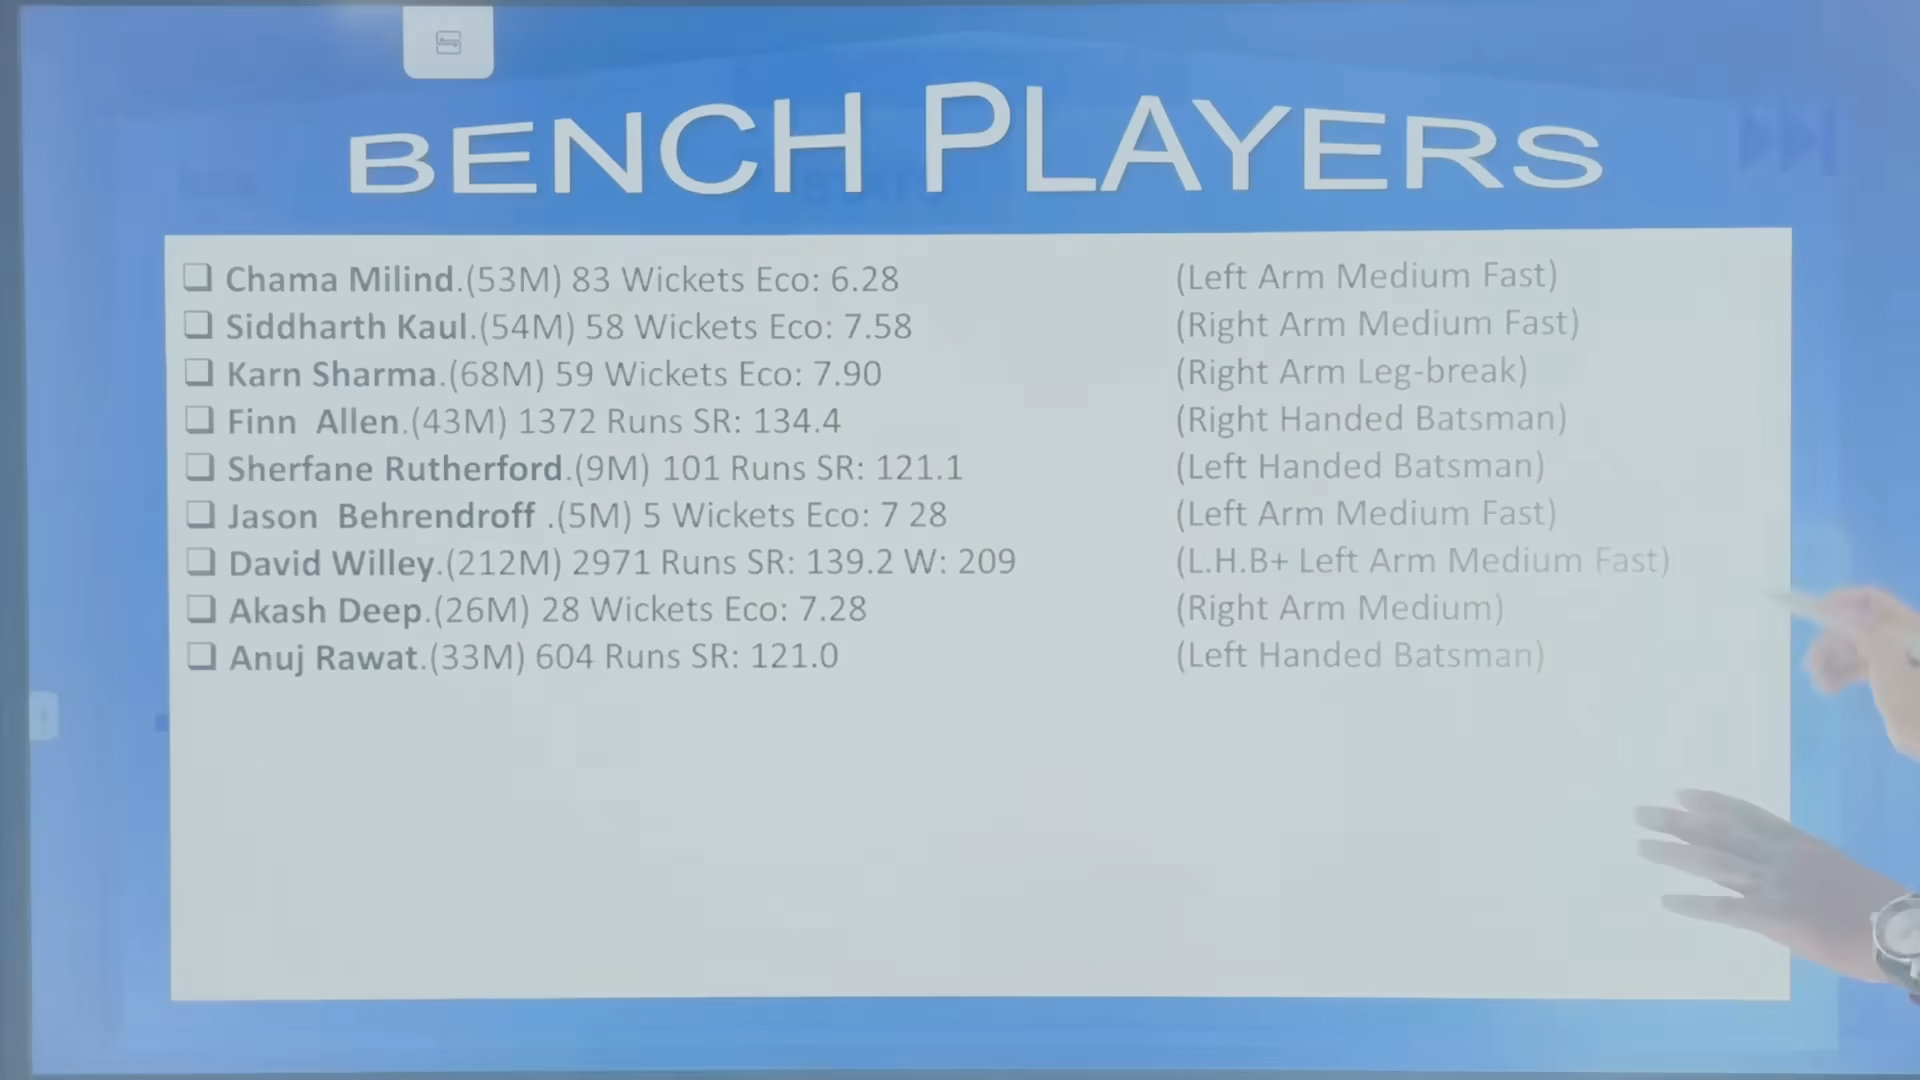 BENCH PLAYERS
Chama Milind.(53M) 83 Wickets Eco: 6.28 (Left Arm Medium Fast)
Siddharth Kaul.(54M) 58 Wickets Eco: 7.58 (Right Arm Medium Fast)
Karn Sharma.(68M) 59 Wickets Eco: 7.90 (Right Arm Leg-break)
Finn Allen.(43M) 1372 Runs SR: 134.4 (Right Handed Batsman)
Sherfane Rutherford.(9M) 101 Runs SR: 121.1 (Left Handed Batsman)
Jason Behrendroff .(5M) 5 Wickets Eco: 7 28 (Left Arm Medium Fast)
David Willey.(212M) 2971 Runs SR: 139.2 W: 209 (L.H.B+ Left Arm Medium Fast)
Akash Deep.(26M) 28 Wickets Eco: 7.28 (Right Arm Medium)
Anuj Rawat.(33M) 604 Runs SR: 121.0 (Left Handed Batsman)